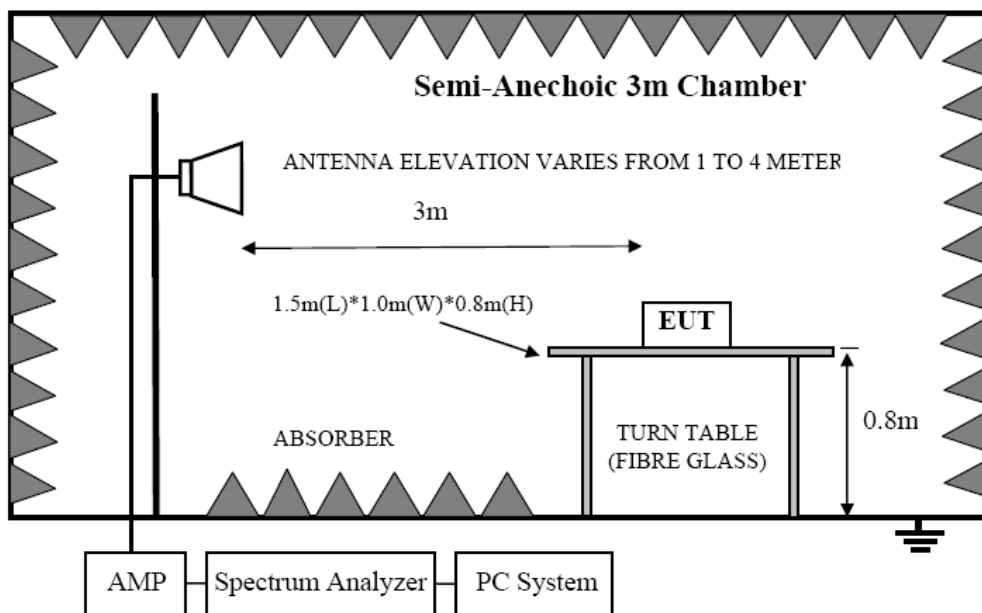 Semi-Anechoic 3m Chamber
ANTENNA ELEVATION VARIES FROM 1 TO 4 METER
3m
1.5m(L)*1.0m(W)*0.8m(H)
EUT
0.8m
ABSORBER
TURN TABLE
(FIBRE GLASS)
AMP
Spectrum Analyzer
PC System